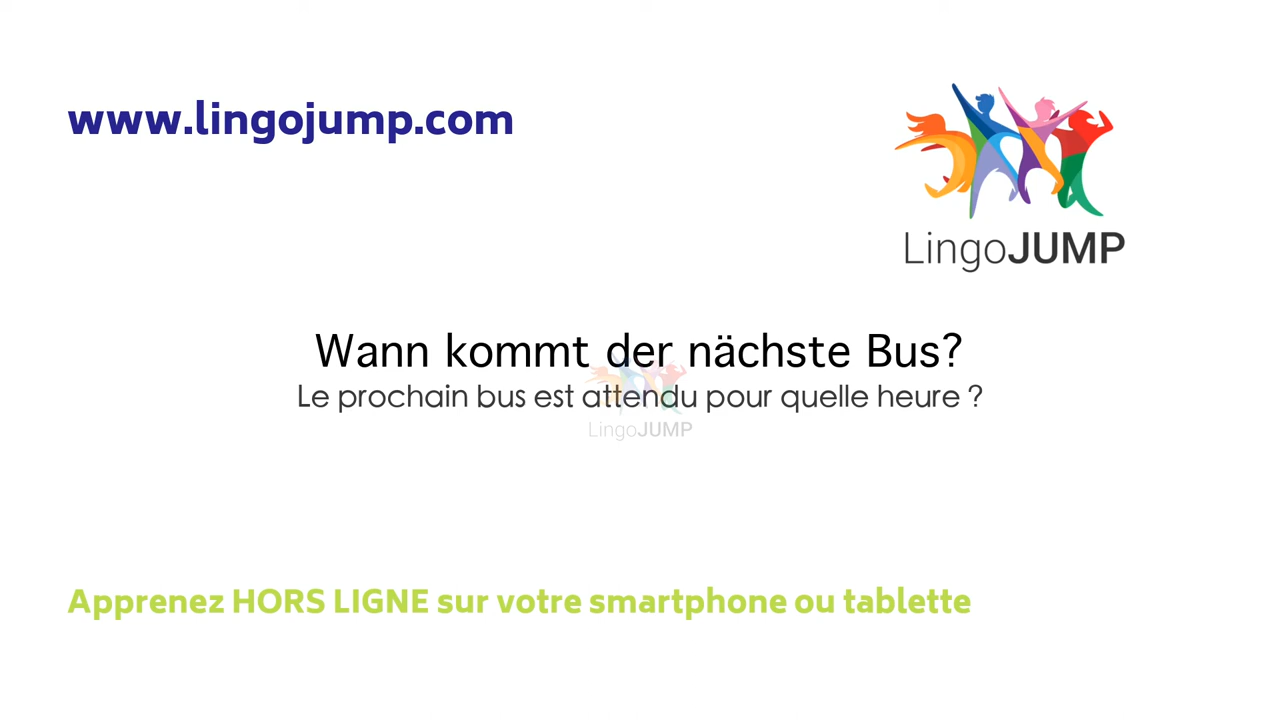 www.lingojump.com
LingoJUMP
Wann kommt der nächste Bus?
Le prochain bus est attendu pour quelle heure ?
LingoJUMP
Apprenez HORS LIGNE sur votre smartphone ou tablette